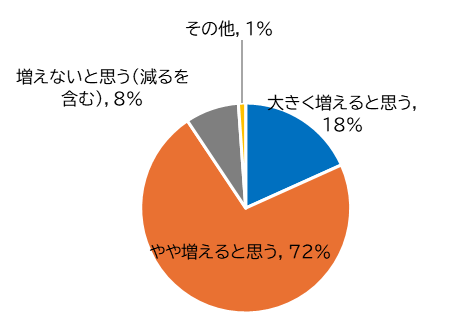 その他, 1%
増えないと思う（減るを
含む）, 8%
大きく増えると思う,
18%
やや増えると思う, 72%